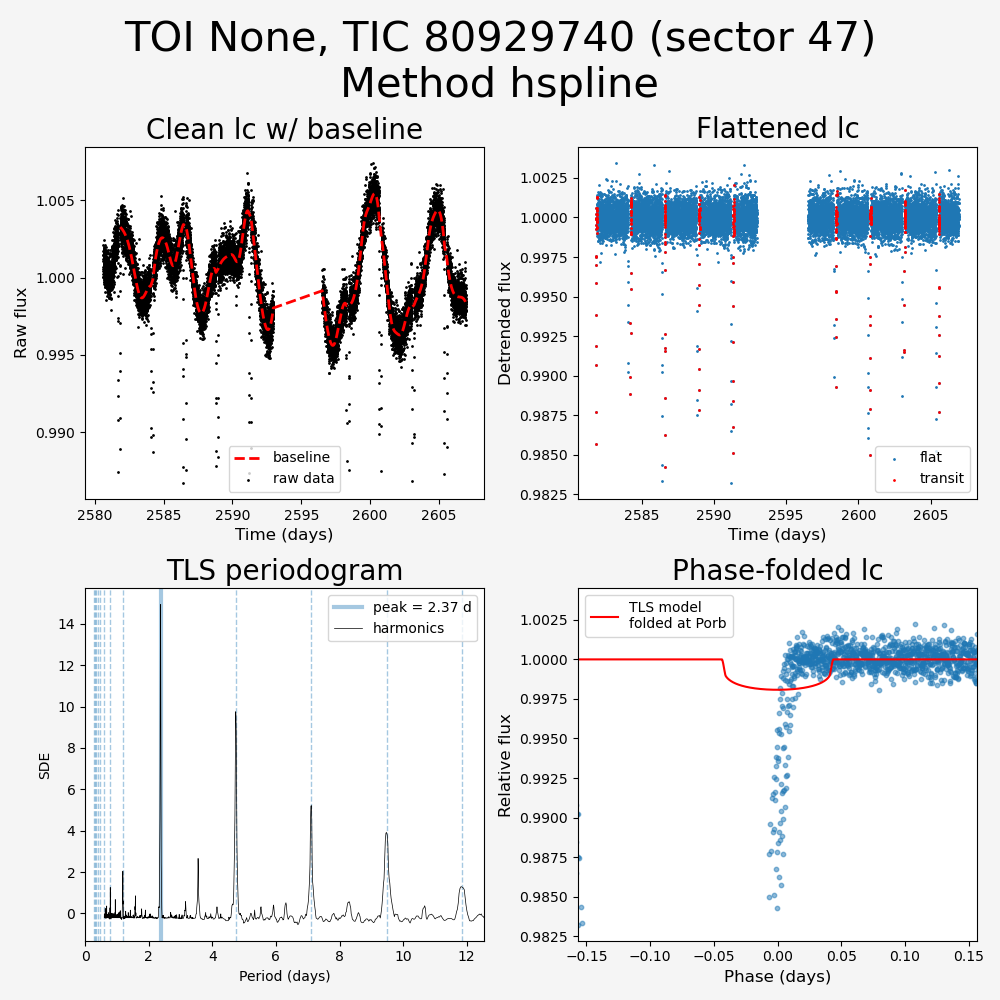 TOI None, TIC 80929740 (sector 47)
Method hspline
Clean lc w/ baseline
Flattened lc
1.005
1.000
0.995
0.990
Raw flux
baseline
raw data
2580
2585
2590
2595
2600
2605
Time (days)
1.0025
1.0000
0.9975
0.9950
0.9925
0.9900
0.9875
0.9850
0.9825
Detrended flux
flat
transit
2585
2590
2595
2600
2605
Time (days)
TLS periodogram
Phase-folded lc
14
12
10
8
6
4
2
0
SDE
peak = 2.37 d
harmonics
0
2
4
6
8
10
12
Period (days)
TLS model
folded at Porb
1.0025
1.0000
0.9975
0.9950
0.9925
0.9900
0.9875
0.9850
0.9825
Relative flux
−0.15
−0.10
−0.05
0.00
0.05
0.10
0.15
Phase (days)